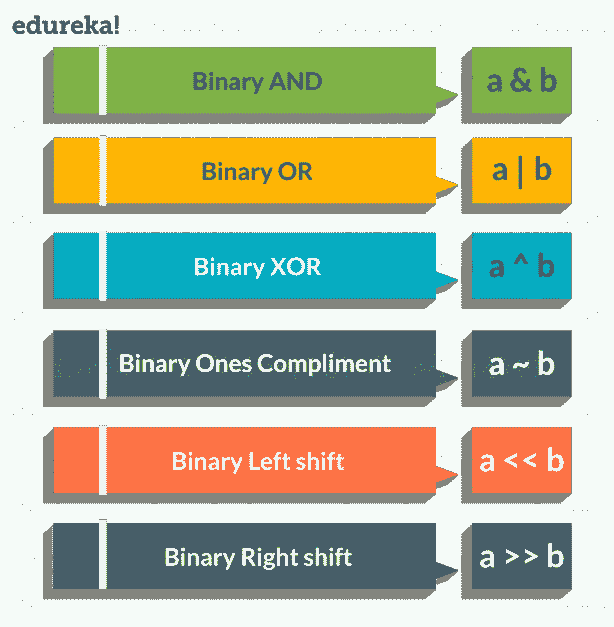 edureka!
Binary AND
a & b
Binary OR
a | b
Binary XOR
a ^ b
Binary Ones Compliment
a ~ b
Binary Left shift
a << b
Binary Right shift
a >> b